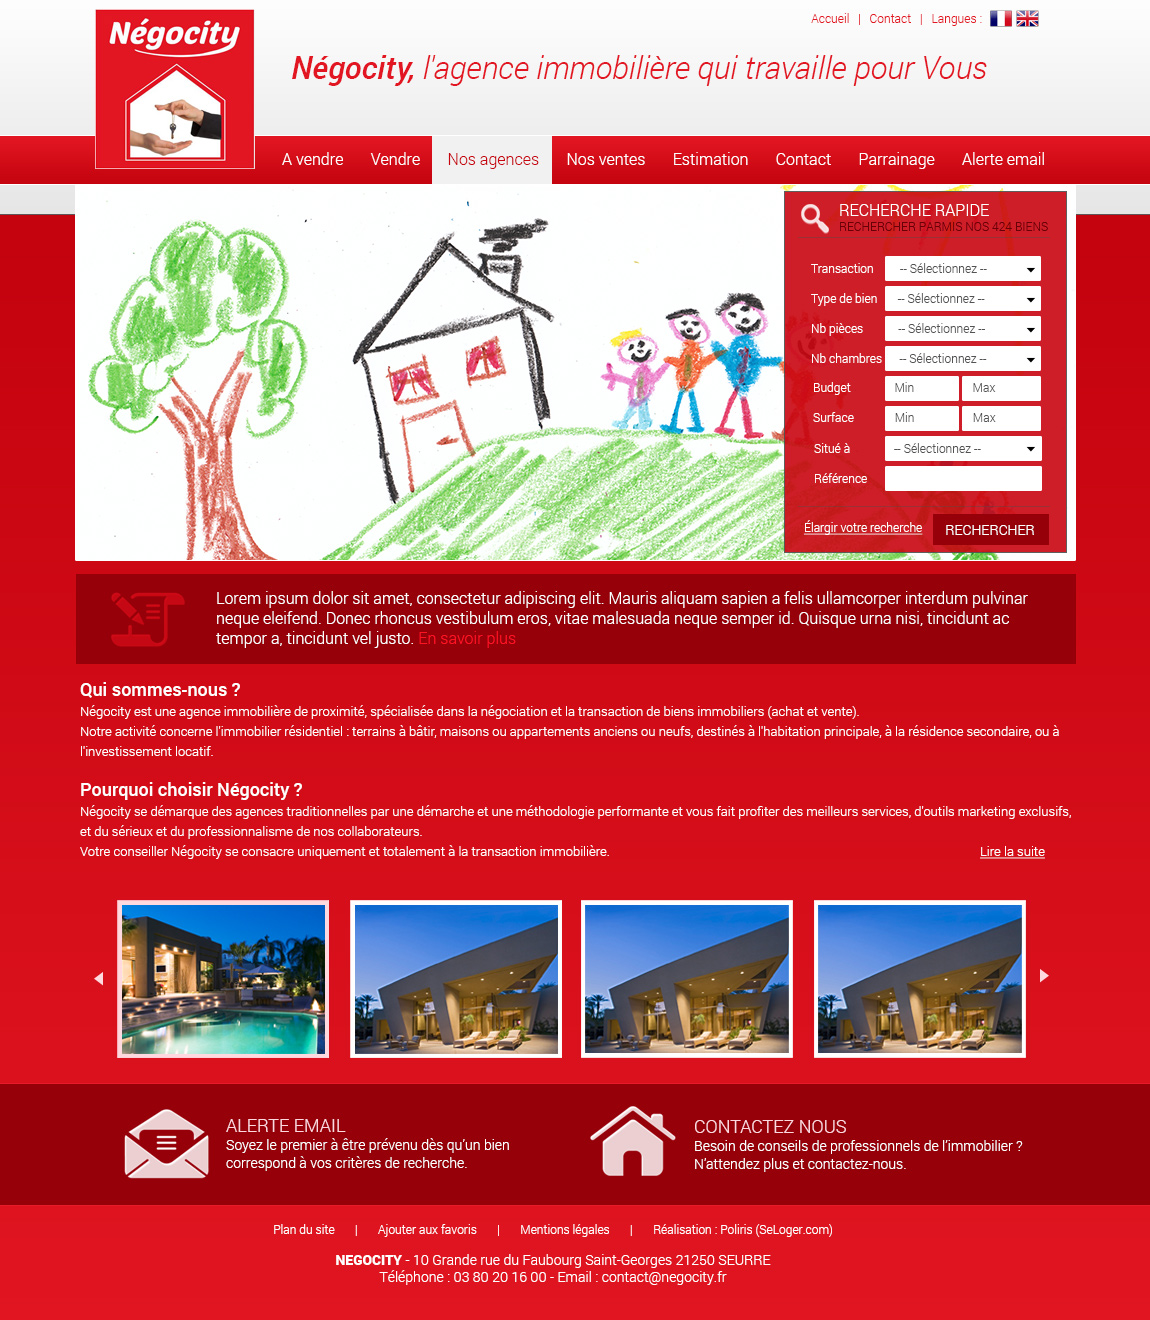 Négocity
Accueil | Contact | Langues :
Négocity, l'agence immobilière qui travaille pour Vous
A vendre Vendre Nos agences Nos ventes Estimation Contact Parrainage Alerte email
RECHERCHE RAPIDE
RECHERCHER PARMIS NOS 424 BIENS
Transaction -- Sélectionnez --
Type de bien -- Sélectionnez --
Nb pièces -- Sélectionnez --
Nb chambres -- Sélectionnez --
Budget Min Max
Surface Min Max
Situé à -- Sélectionnez --
Référence
Élargir votre recherche RECHERCHER
Lorem ipsum dolor sit amet, consectetur adipiscing elit. Mauris aliquam sapien a felis ullamcorper interdum pulvinar
neque eleifend. Donec rhoncus vestibulum eros, vitae malesuada neque semper id. Quisque urna nisi, tincidunt ac
tempor a, tincidunt vel justo. En savoir plus
Qui sommes-nous ?
Négocity est une agence immobilière de proximité, spécialisée dans la négociation et la transaction de biens immobiliers (achat et vente).
Notre activité concerne l'immobilier résidentiel : terrains à bâtir, maisons ou appartements anciens ou neufs, destinés à l'habitation principale, à la résidence secondaire, ou à
l'investissement locatif.
Pourquoi choisir Négocity ?
Négocity se démarque des agences traditionnelles par une démarche et une méthodologie performante et vous fait profiter des meilleurs services, d'outils marketing exclusifs,
et du sérieux et du professionnalisme de nos collaborateurs.
Votre conseiller Négocity se consacre uniquement et totalement à la transaction immobilière.
Lire la suite
ALERTE EMAIL
Soyez le premier à être prévenu dès qu'un bien
correspond à vos critères de recherche.
CONTACTEZ NOUS
Besoin de conseils de professionnels de l'immobilier ?
N'attendez plus et contactez-nous.
Plan du site | Ajouter aux favoris | Mentions légales | Réalisation : Poliris (SeLoger.com)
NEGOCITY - 10 Grande rue du Faubourg Saint-Georges 21250 SEURRE
Téléphone : 03 80 20 16 00 - Email : contact@negocity.fr